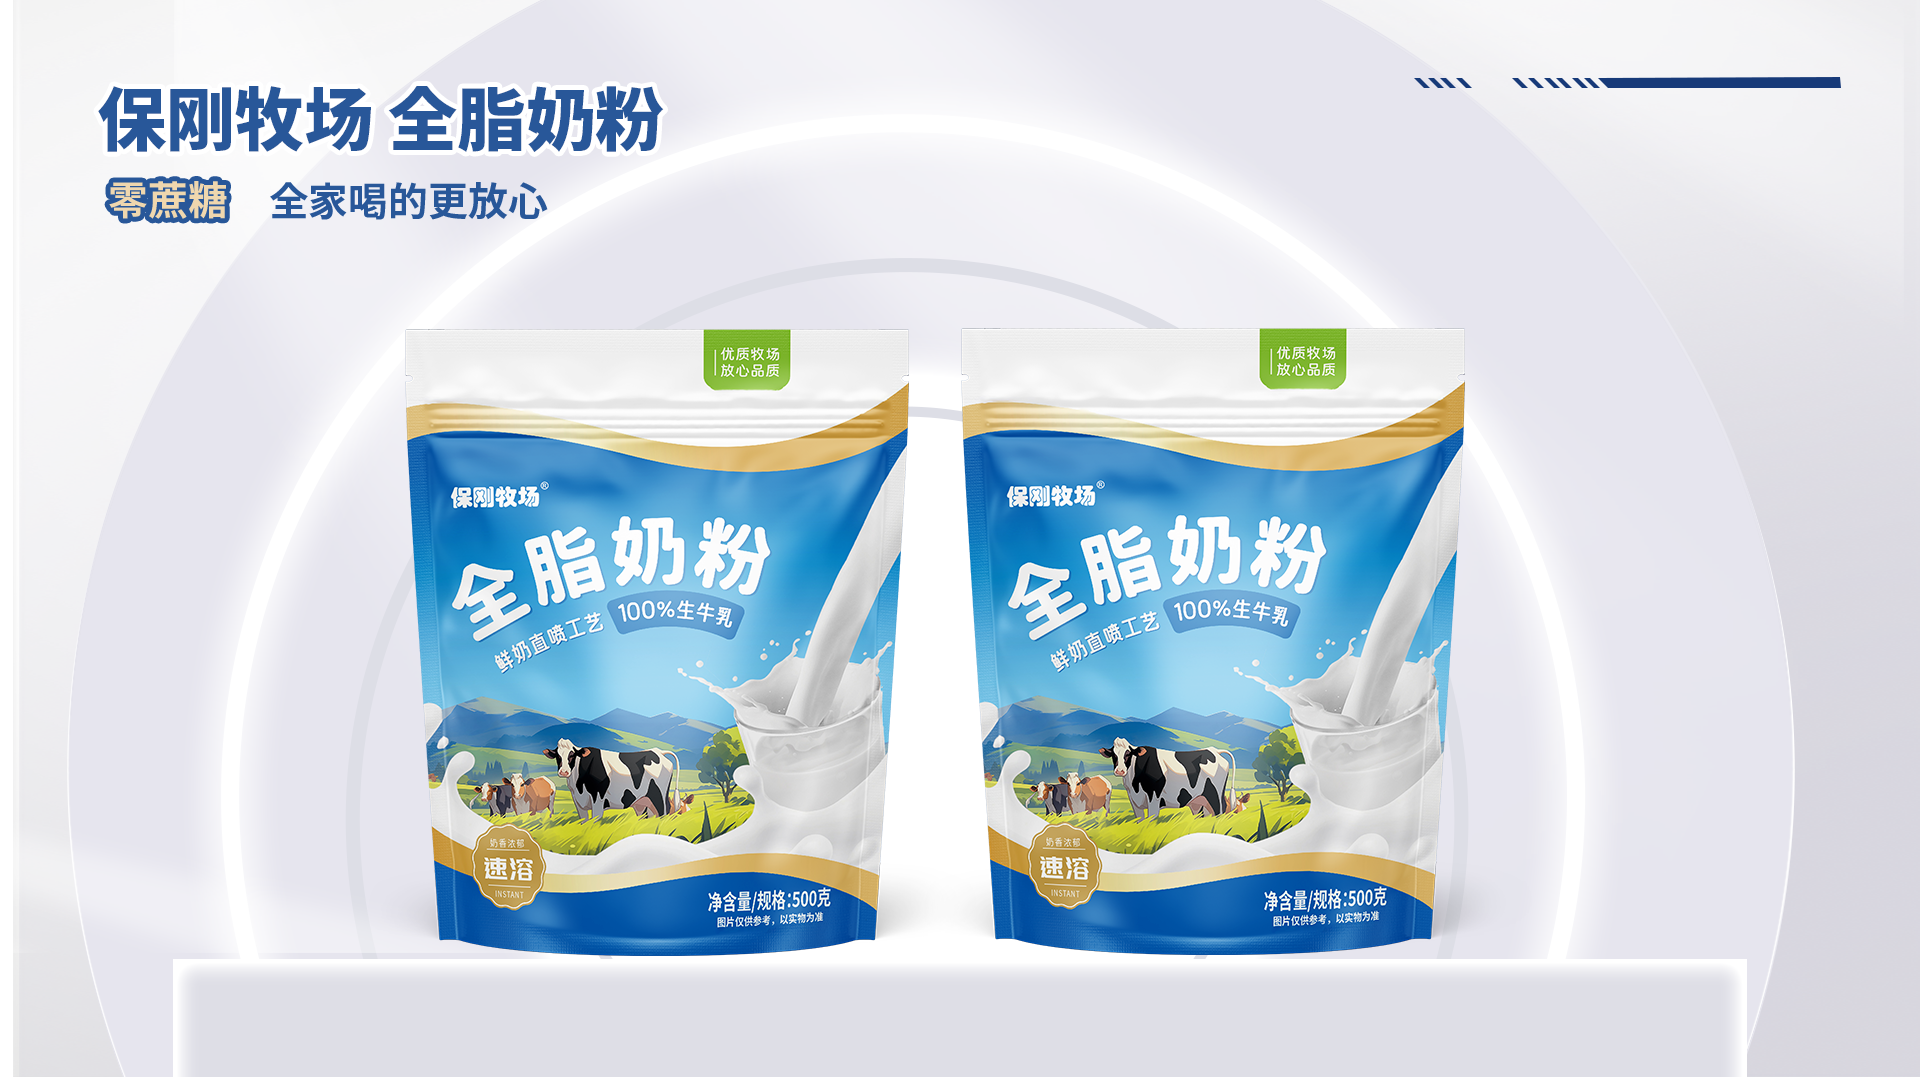 保刚牧场 全脂奶粉
零蔗糖 全家喝的更放心
优质牧场
放心品质
保刚牧场®
全脂奶粉
鲜奶直喷工艺 100%生牛乳
奶香浓郁
速溶
INSTANT
净含量/规格:500克
图片仅供参考，以实物为准
优质牧场
放心品质
保刚牧场®
全脂奶粉
鲜奶直喷工艺 100%生牛乳
奶香浓郁
速溶
INSTANT
净含量/规格:500克
图片仅供参考，以实物为准